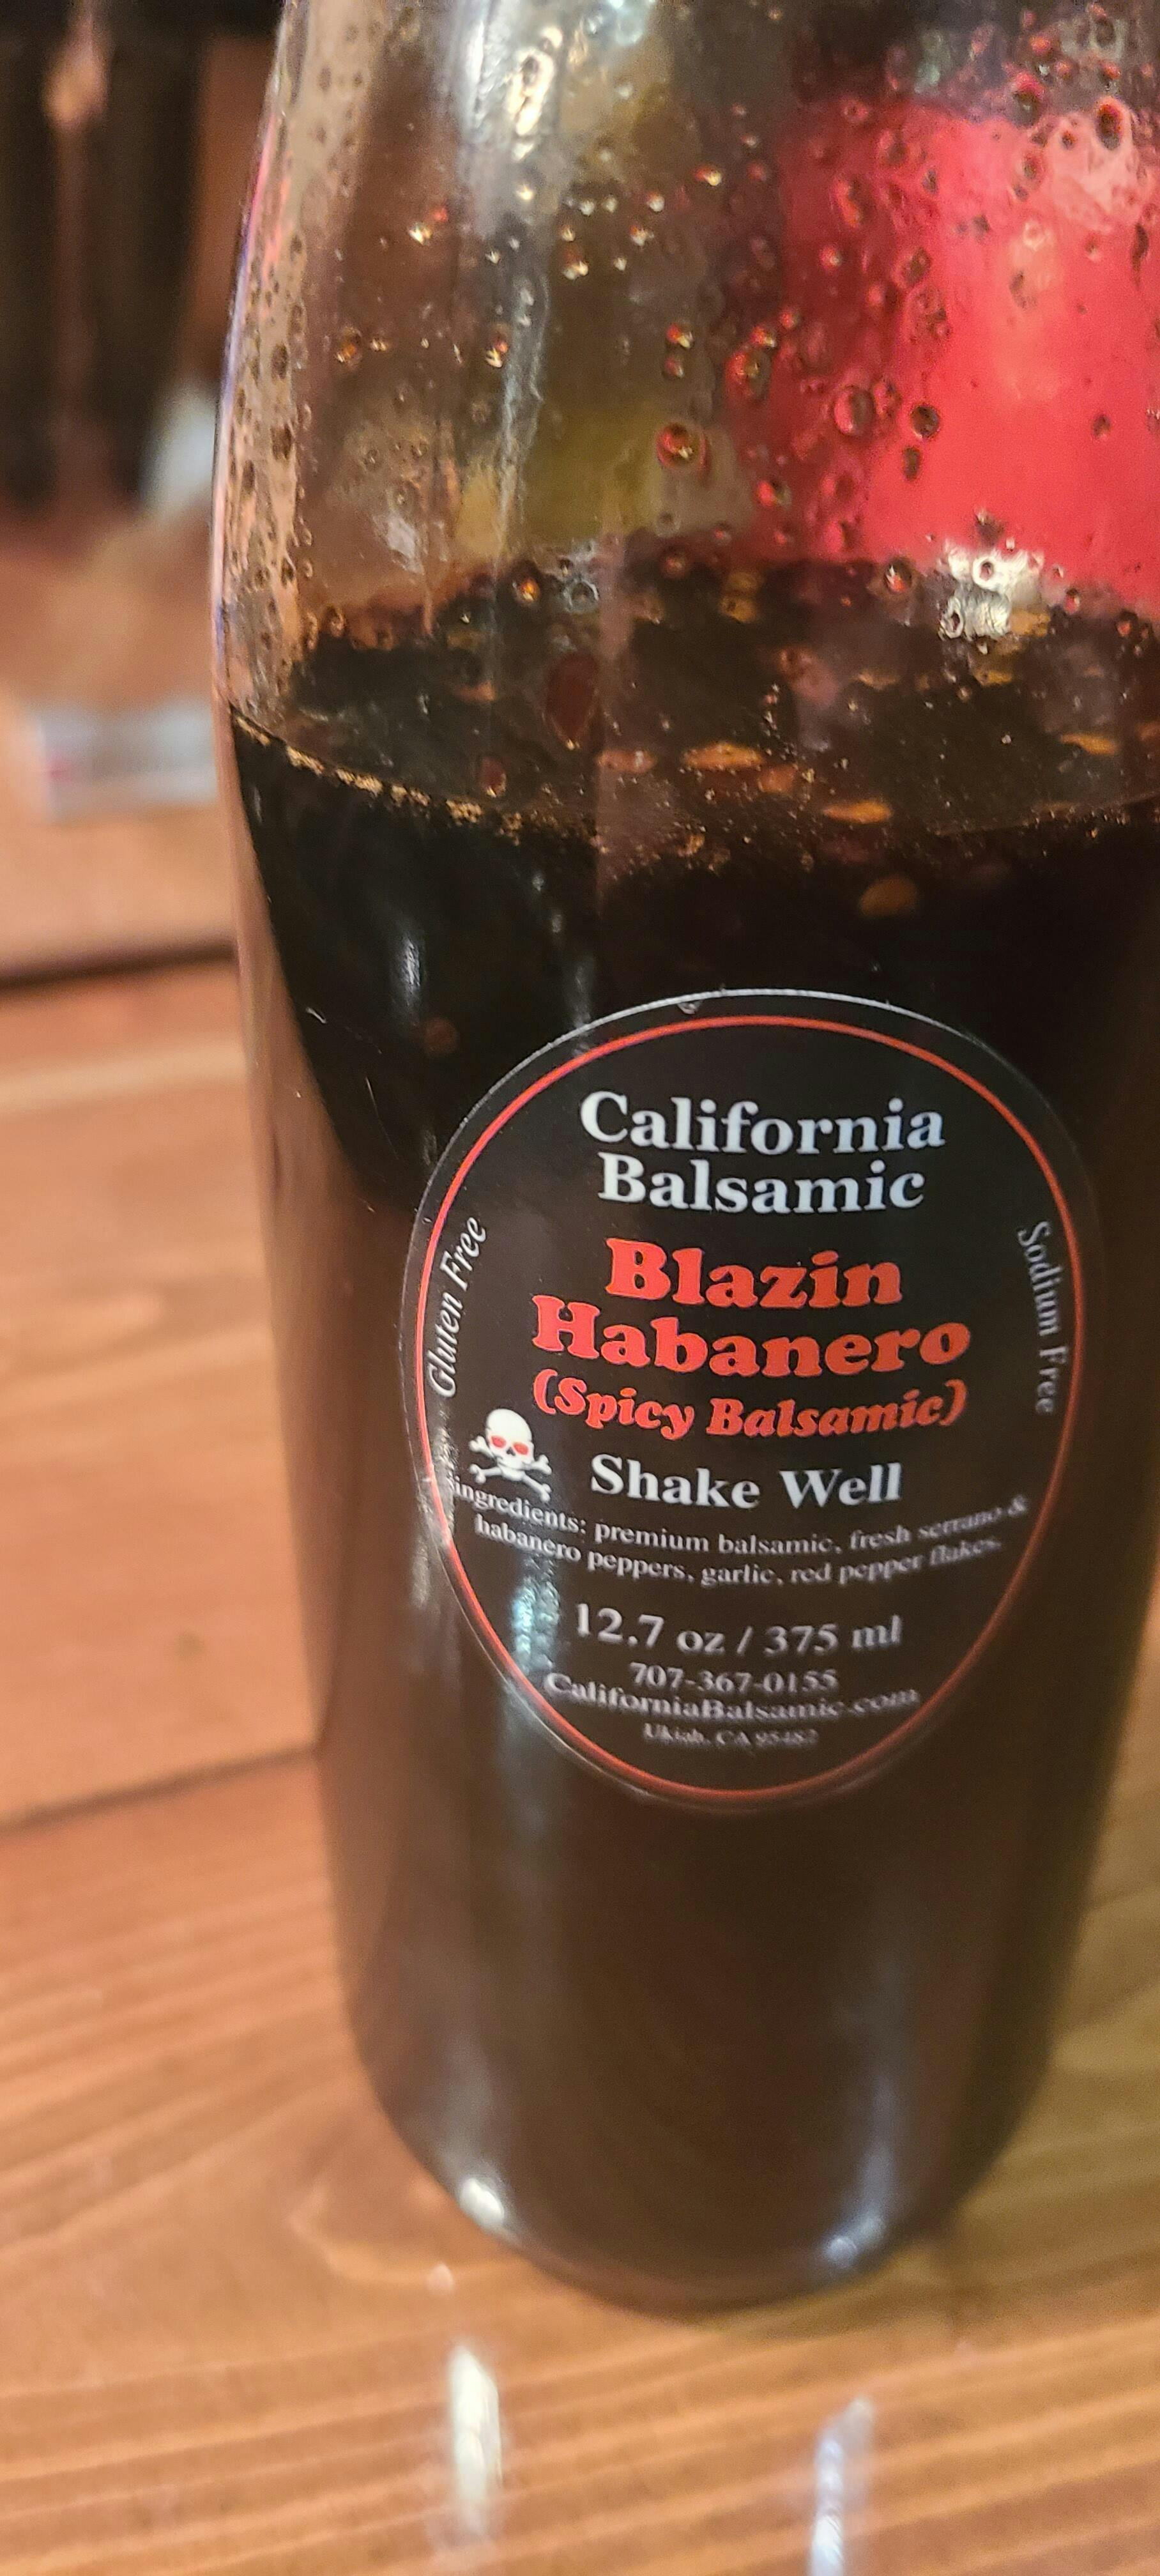 California
Balsamic
Blazin
Habanero
(Spicy Balsamic)
Gluten Free
Sodium Free
Shake Well
ingredients: premium balsamic, fresh serrano &
habanero peppers, garlic, red pepper flakes.
12.7 oz / 375 ml
707-367-0155
CaliforniaBalsamic.com
Ukiah, CA 95482